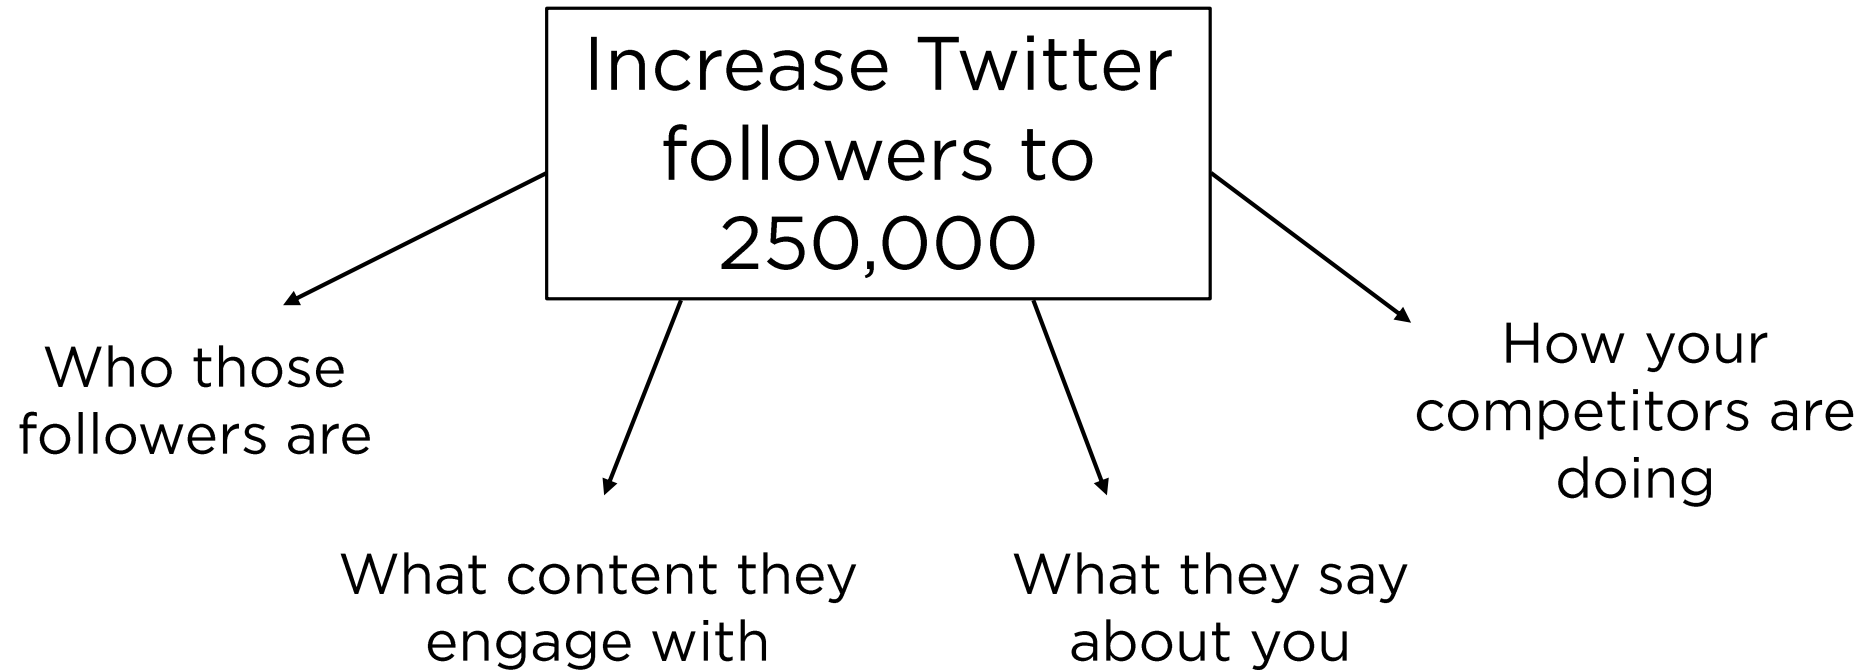 Increase Twitter
followers to
250,000
Who those
followers are
What content they
engage with
What they say
about you
How your
competitors are
doing